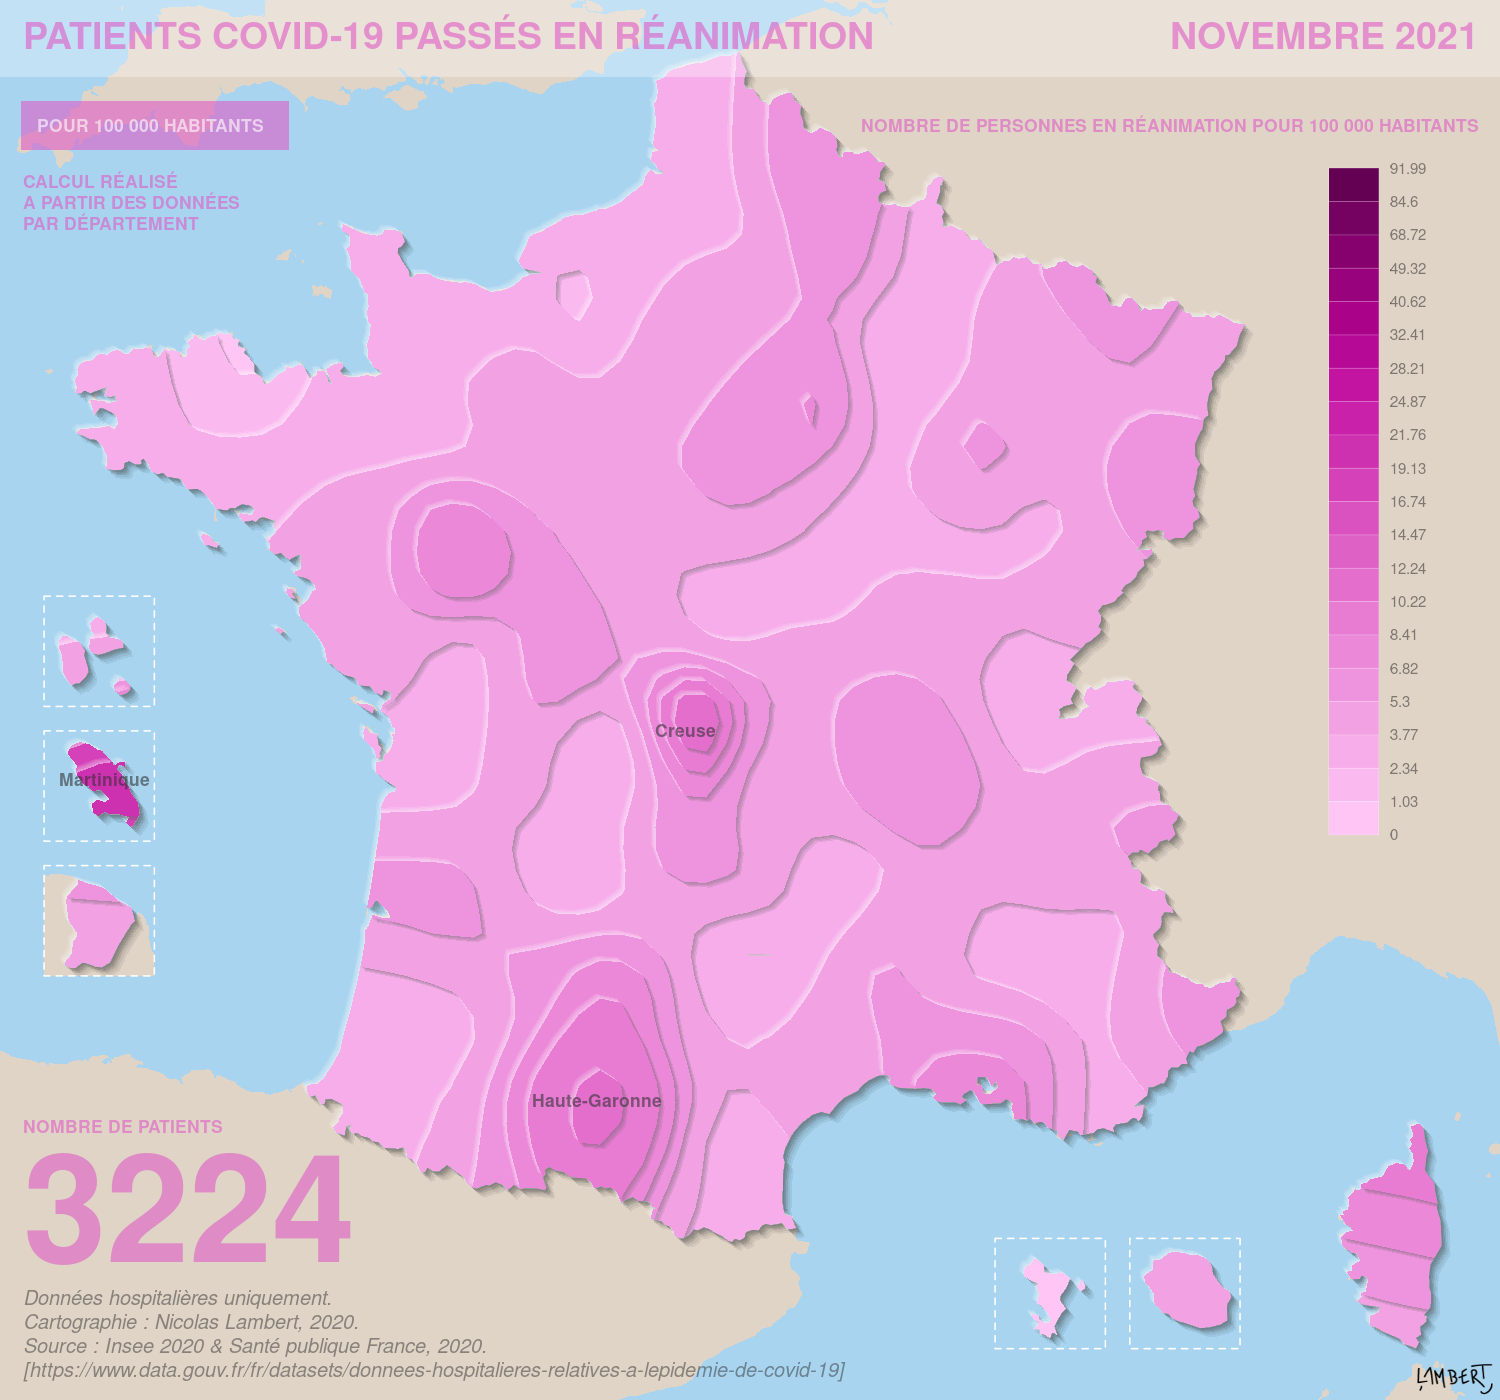 PATIENTS COVID-19 PASSÉS EN RÉANIMATION
NOVEMBRE 2021
POUR 100 000 HABITANTS
CALCUL RÉALISÉ
A PARTIR DES DONNÉES
PAR DÉPARTEMENT
NOMBRE DE PERSONNES EN RÉANIMATION POUR 100 000 HABITANTS
91.99
84.6
68.72
49.32
40.62
32.41
28.21
24.87
21.76
19.13
16.74
14.47
12.24
10.22
8.41
6.82
5.3
3.77
2.34
1.03
0
Creuse
Martinique
Haute-Garonne
NOMBRE DE PATIENTS
3224
Données hospitalières uniquement.
Cartographie : Nicolas Lambert, 2020.
Source : Insee 2020 & Santé publique France, 2020.
[https://www.data.gouv.fr/fr/datasets/donnees-hospitalieres-relatives-a-lepidemie-de-covid-19]
LAMBERT